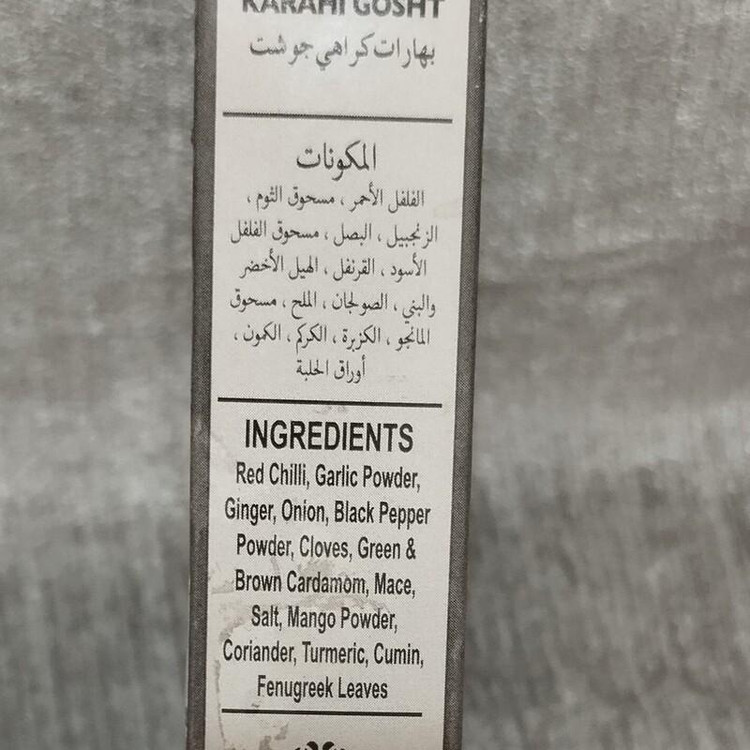 KARAHI GOSHT
بهارات كراهي جوشت
المكونات
الفلفل الأحمر ، مسحوق الثوم ،
الزنجبيل ، البصل ، مسحوق الفلفل
الأسود ، القرنفل ، الهيل الأخضر
والبني ، الصولجان ، الملح ، مسحوق
المانجو ، الكزبرة ، الكركم ، الكمون ،
أوراق الحلبة
INGREDIENTS
Red Chilli, Garlic Powder,
Ginger, Onion, Black Pepper
Powder, Cloves, Green &
Brown Cardamom, Mace,
Salt, Mango Powder,
Coriander, Turmeric, Cumin,
Fenugreek Leaves